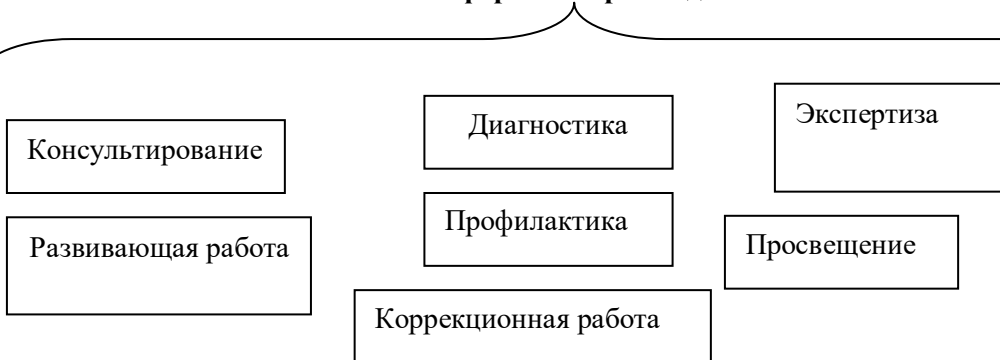 Консультирование
Диагностика
Экспертиза
Развивающая работа
Профилактика
Просвещение
Коррекционная работа